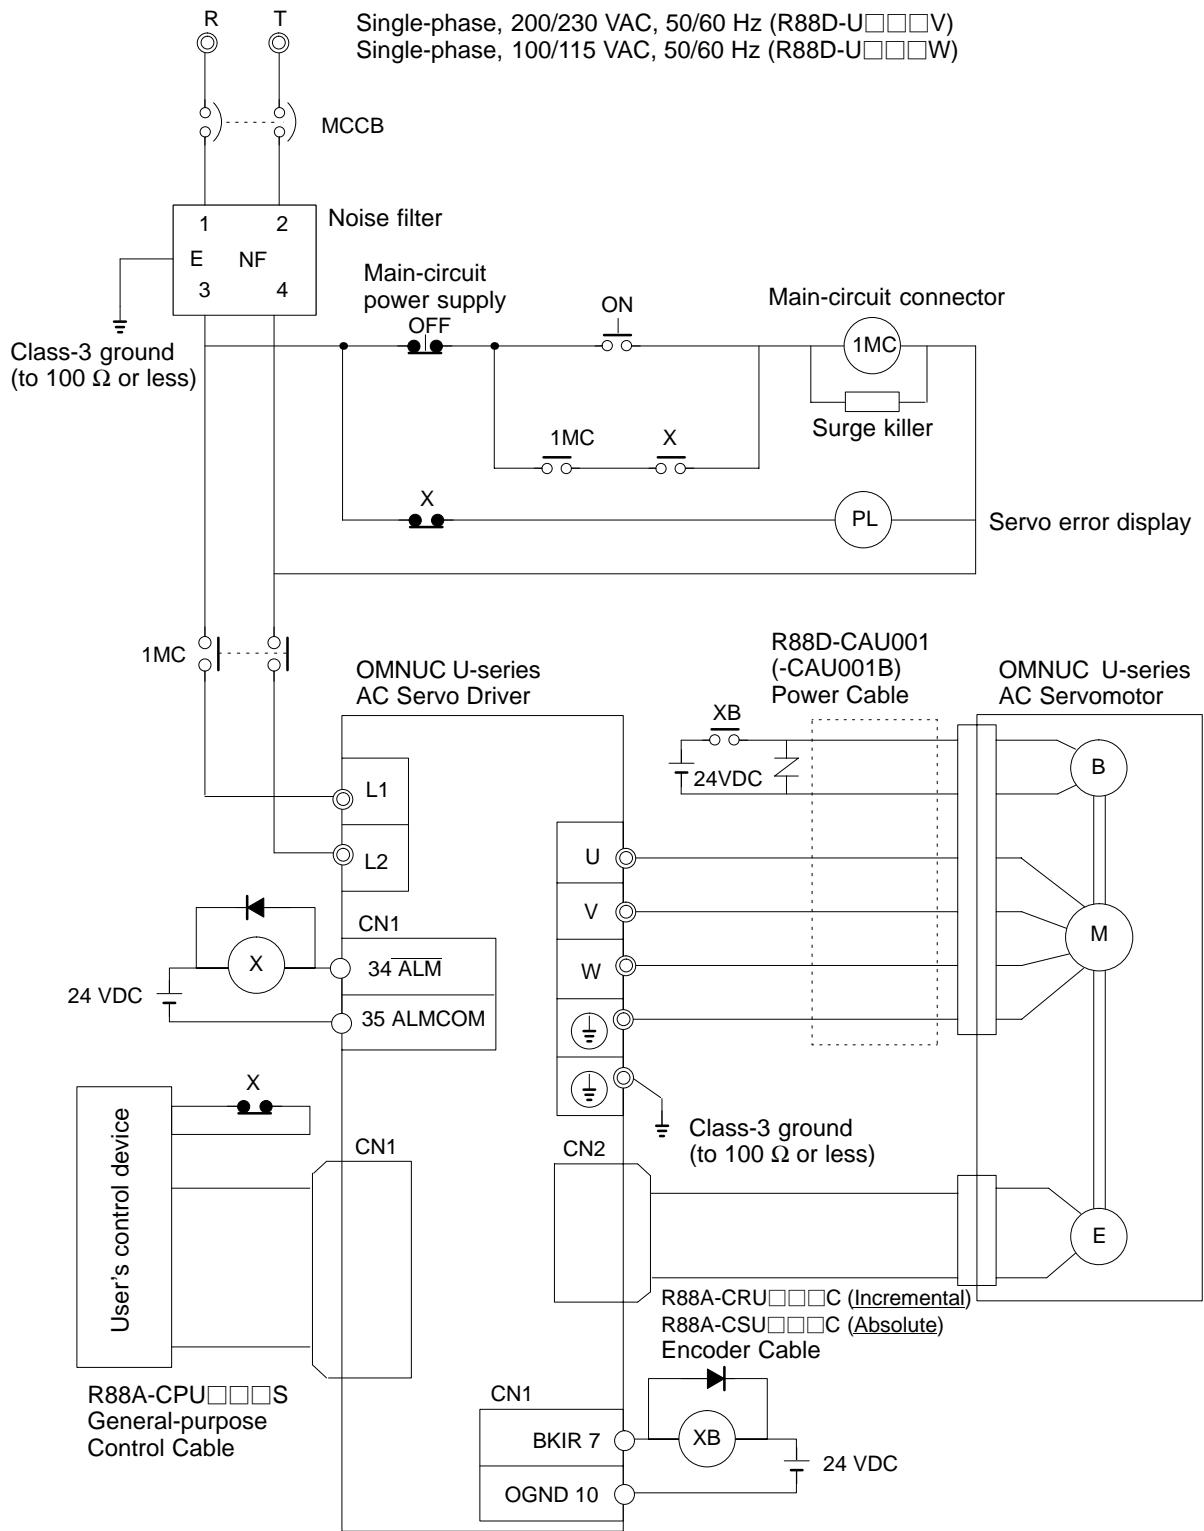 R
T
Single-phase, 200/230 VAC, 50/60 Hz (R88D-U□□□V)
Single-phase, 100/115 VAC, 50/60 Hz (R88D-U□□□W)
MCCB
1 2
Noise filter
E NF
3 4
Class-3 ground
(to 100 Ω or less)
Main-circuit
power supply
OFF
ON
Main-circuit connector
1MC
Surge killer
1MC
X
X
PL
Servo error display
1MC
OMNUC U-series
AC Servo Driver
R88D-CAU001
(-CAU001B)
Power Cable
OMNUC U-series
AC Servomotor
XB
24VDC
B
L1
L2
U
V
W
M
CN1
X
34 A̅L̅M̅
24 VDC
35 ALMCOM
X
User's control device
CN1
Class-3 ground
(to 100 Ω or less)
CN2
E
R88A-CRU□□□C (Incremental)
R88A-CSU□□□C (Absolute)
Encoder Cable
R88A-CPU□□□S
General-purpose
Control Cable
CN1
BKIR 7
XB
OGND 10
24 VDC